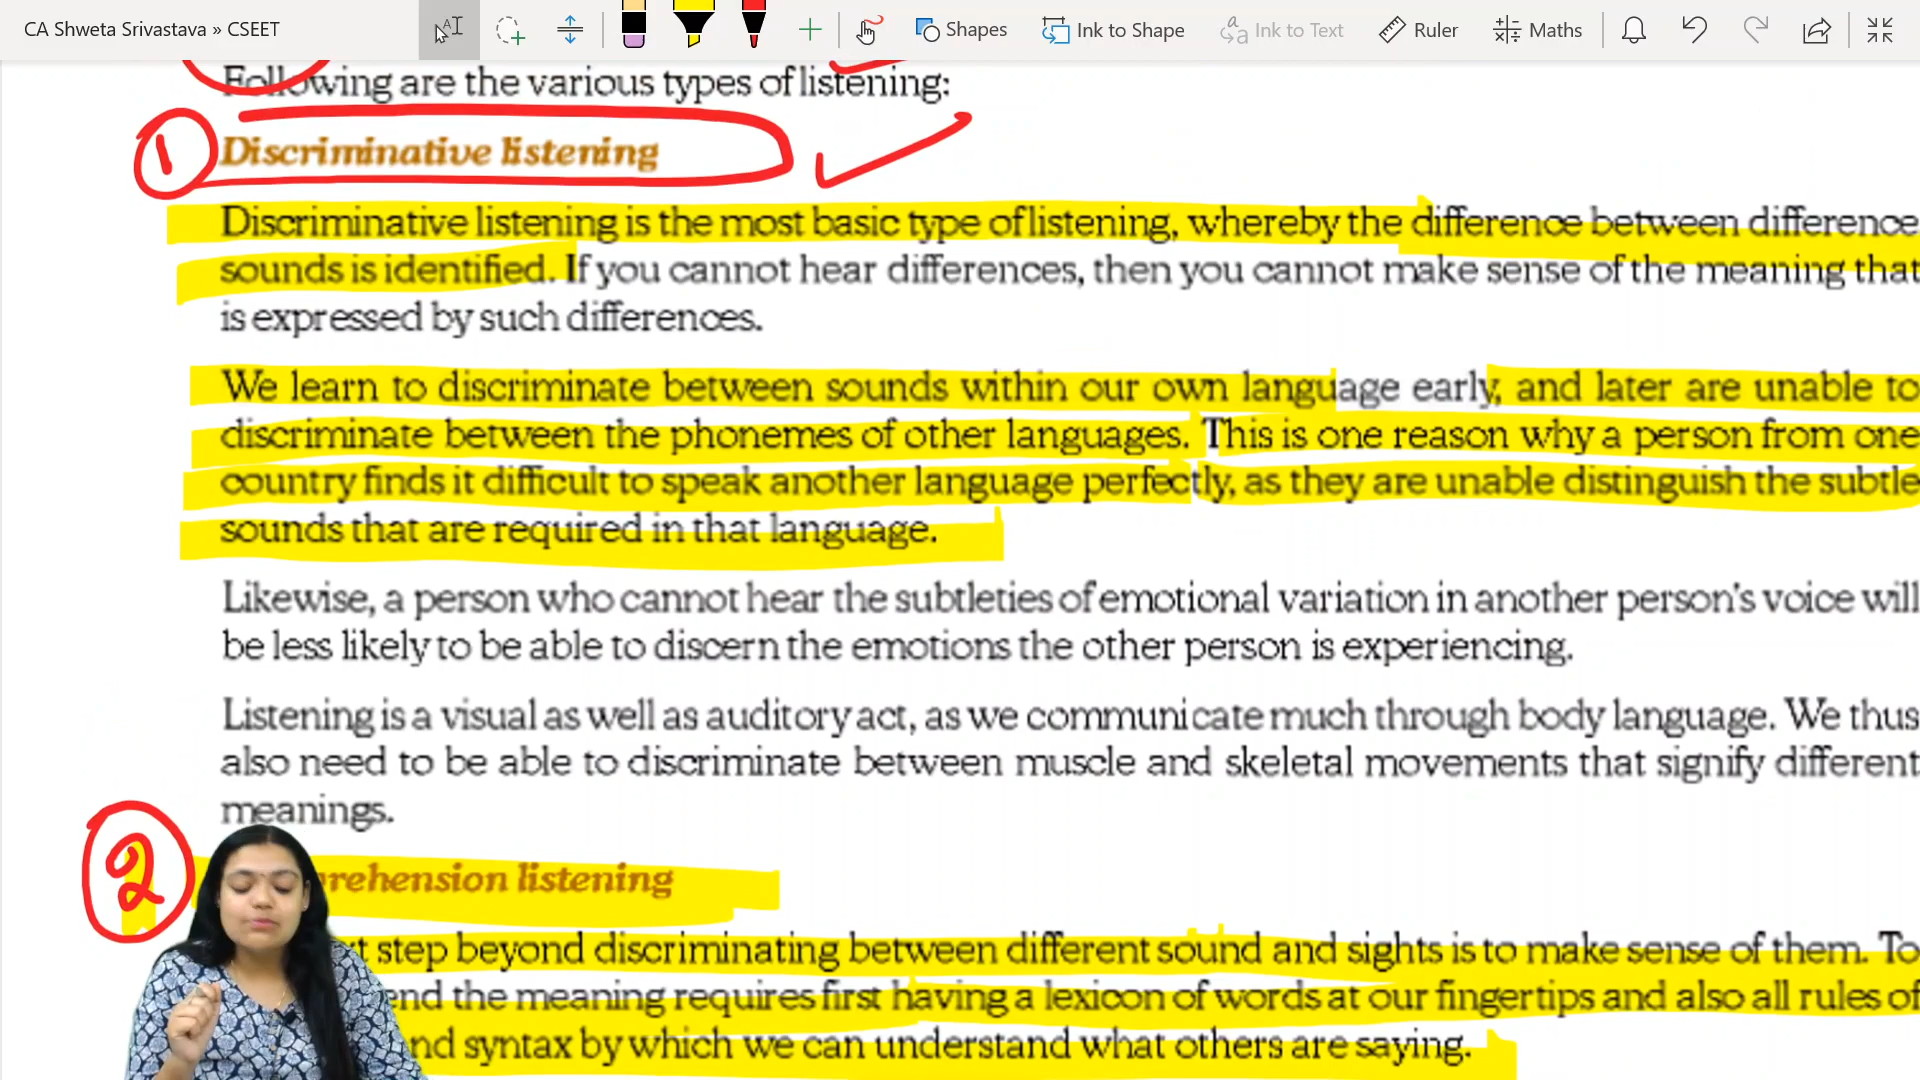 CA Shweta Srivastava » CSEET
Shapes
Ink to Shape
Ink to Text
Ruler
Maths
Following are the various types of listening:
1
Discriminative listening
Discriminative listening is the most basic type of listening, whereby the difference between difference
sounds is identified. If you cannot hear differences, then you cannot make sense of the meaning that
is expressed by such differences.
We learn to discriminate between sounds within our own language early, and later are unable to
discriminate between the phonemes of other languages. This is one reason why a person from one
country finds it difficult to speak another language perfectly, as they are unable distinguish the subtle
sounds that are required in that language.
Likewise, a person who cannot hear the subtleties of emotional variation in another person's voice will
be less likely to be able to discern the emotions the other person is experiencing.
Listening is a visual as well as auditory act, as we communicate much through body language. We thus
also need to be able to discriminate between muscle and skeletal movements that signify different
meanings.
2
listening
step beyond discriminating between different sound and sights is to make sense of them. To
the meaning requires first having a lexicon of words at our fingertips and also all rules of
syntax by which we can understand what others are saying.